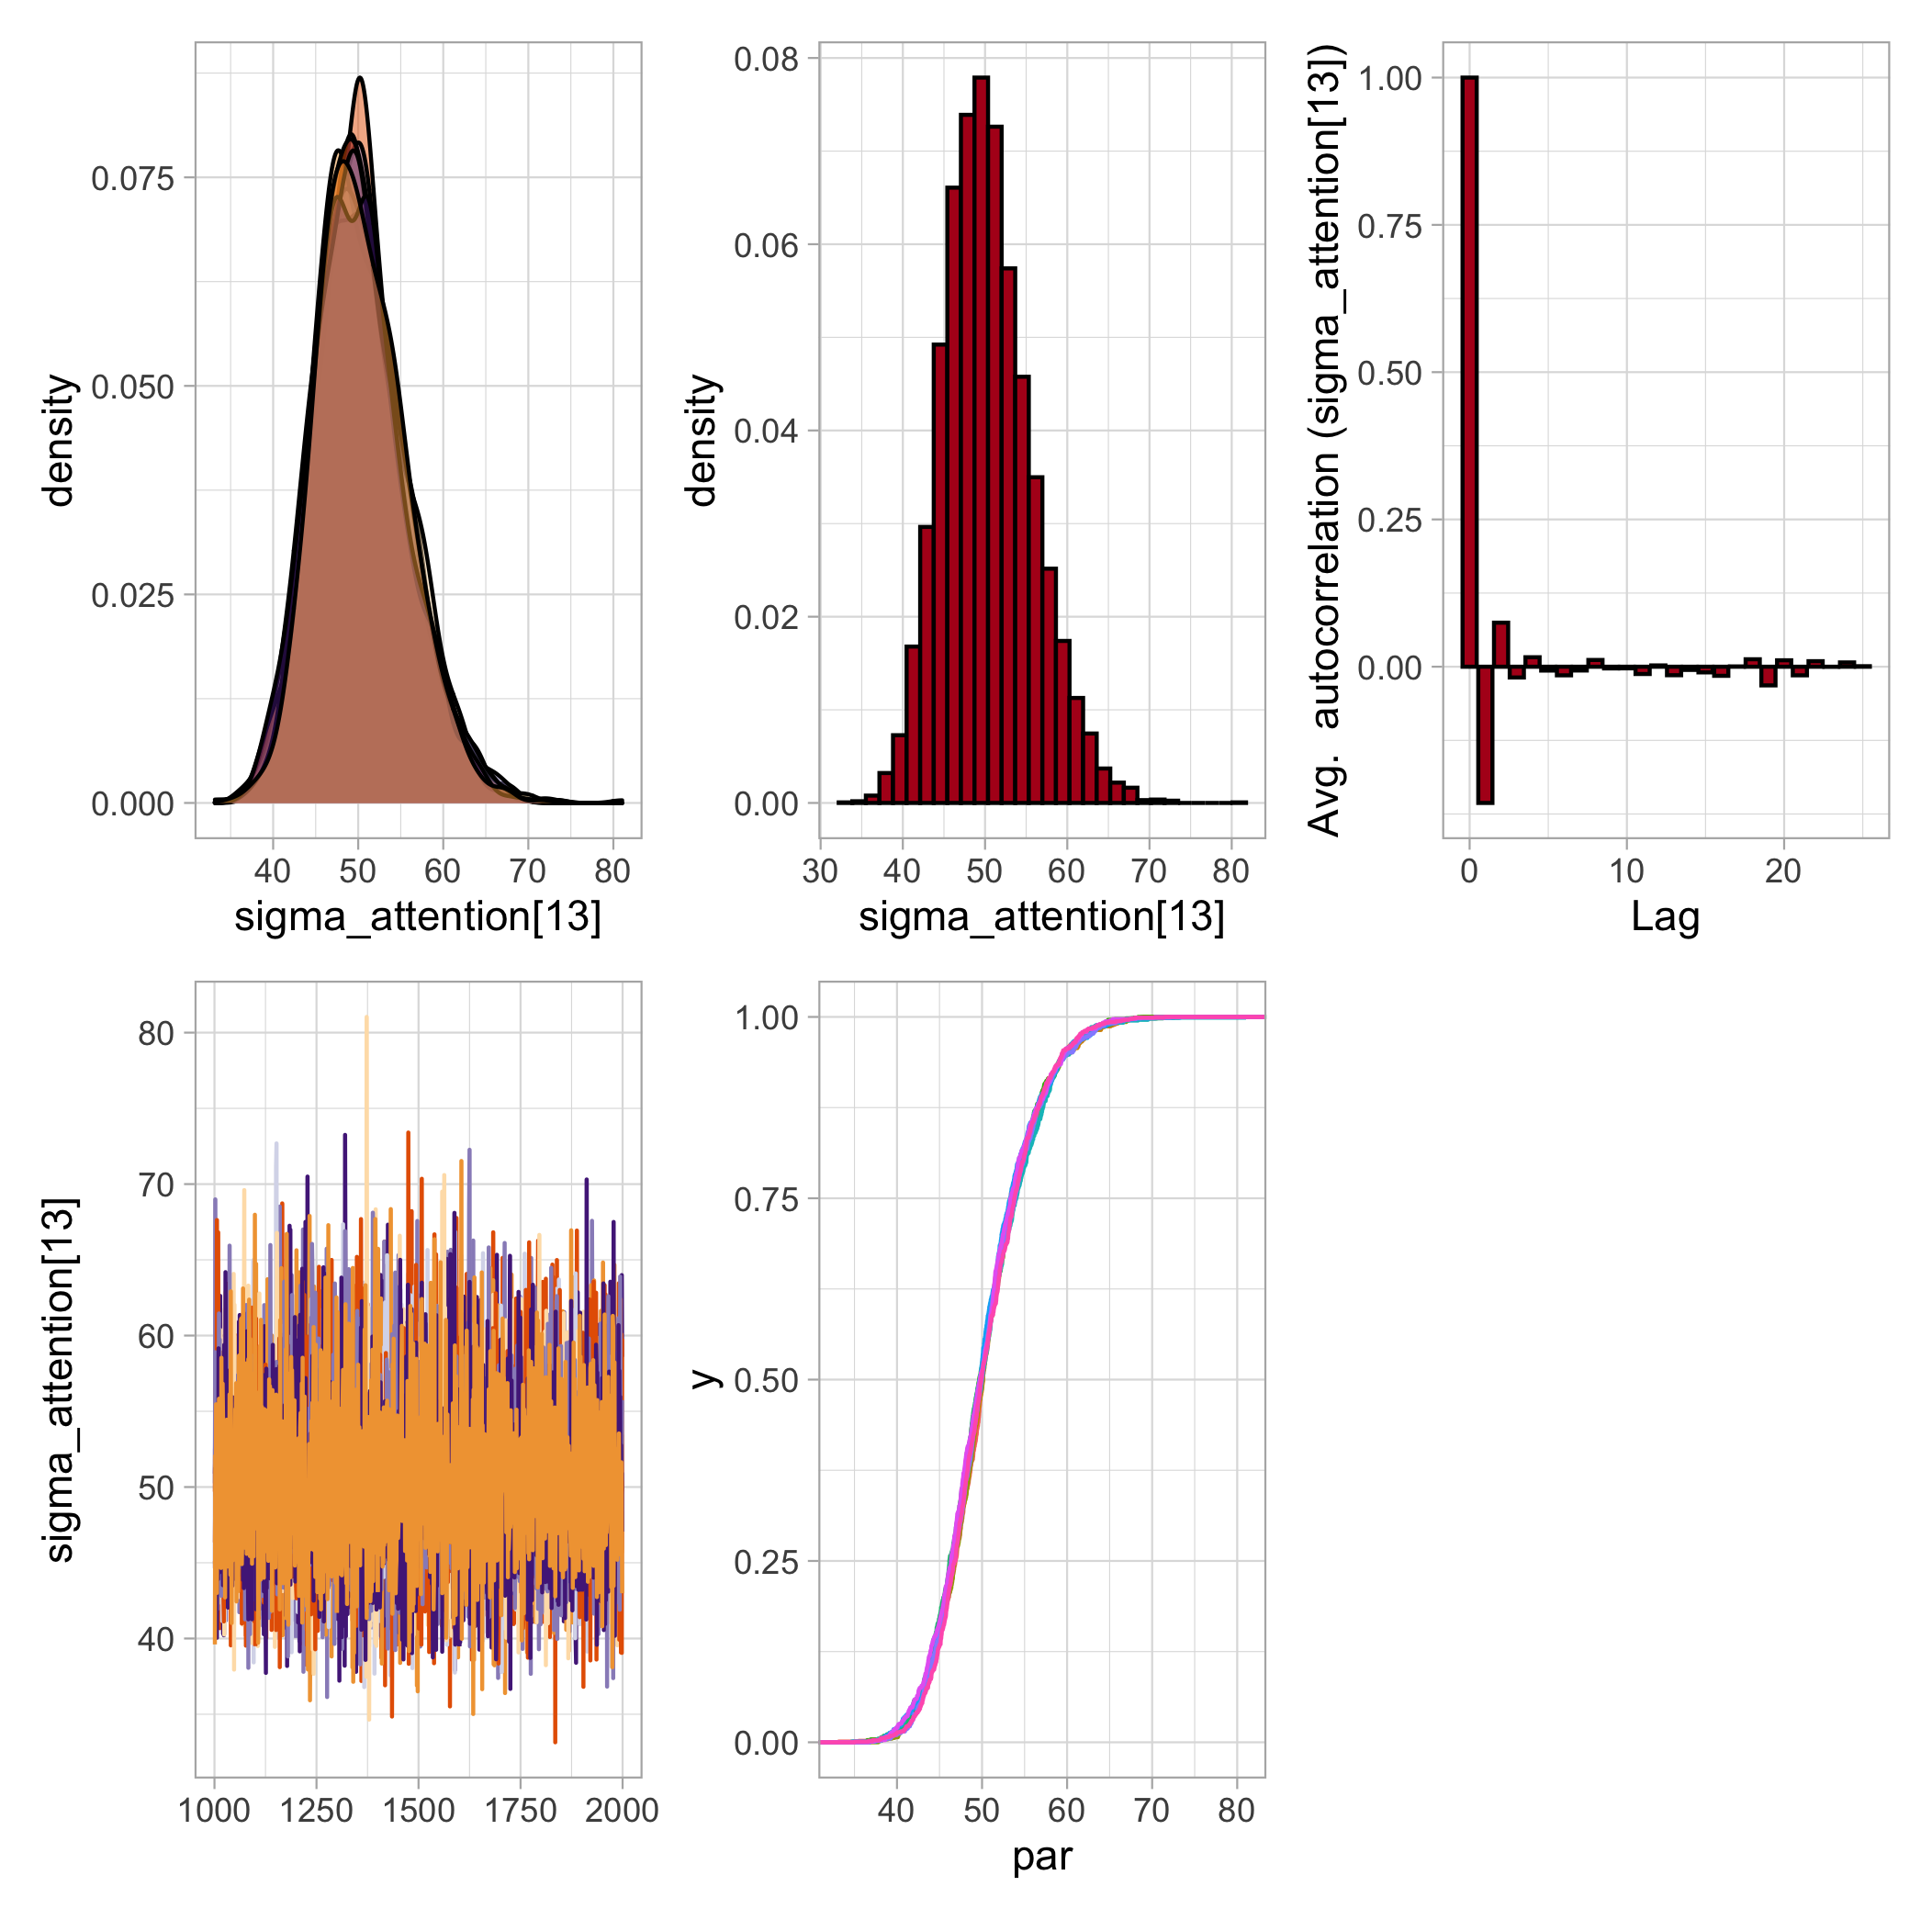 density
0.075
0.050
0.025
0.000
40 50 60 70 80
sigma_attention[13]
density
0.08
0.06
0.04
0.02
0.00
30 40 50 60 70 80
sigma_attention[13]
Avg. autocorrelation (sigma_attention[13])
1.00
0.75
0.50
0.25
0.00
0 10 20
Lag
sigma_attention[13]
80
70
60
50
40
1000 1250 1500 1750 2000
y
1.00
0.75
0.50
0.25
0.00
40 50 60 70 80
par